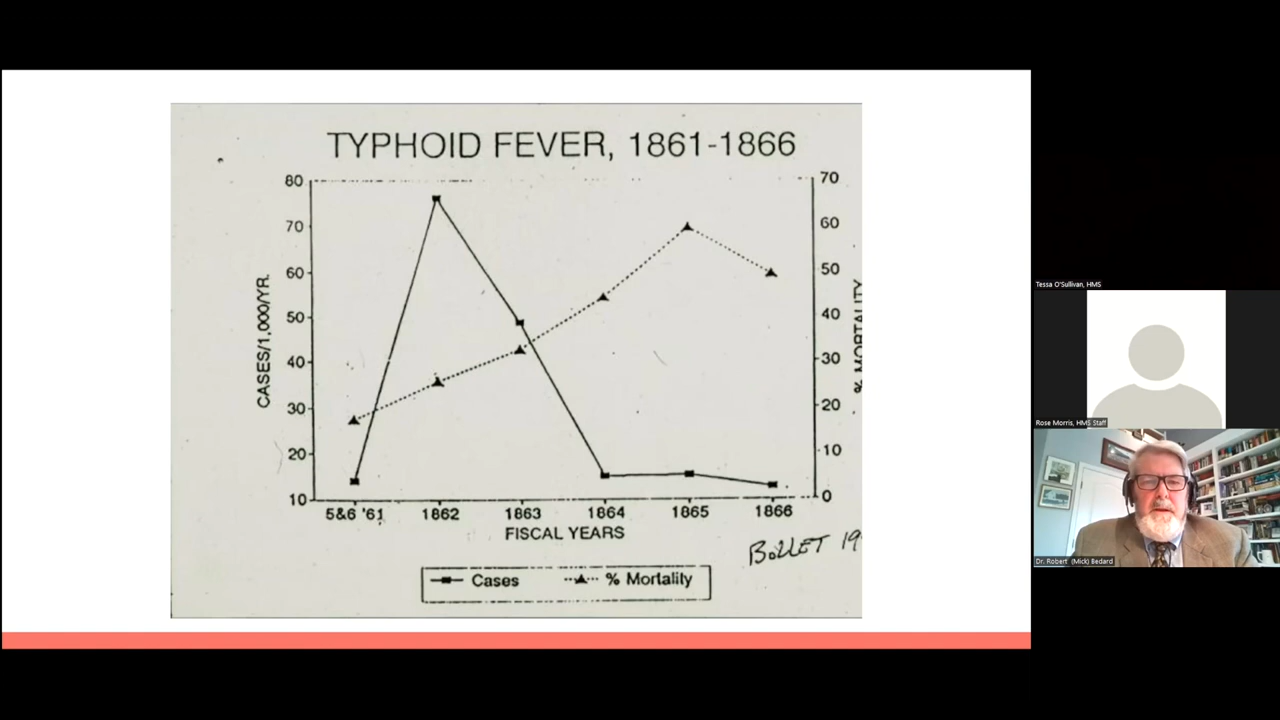 TYPHOID FEVER, 1861-1866
80
70
60
50
40
30
20
10
CASES/1,000/YR.
70
60
50
40
30
20
10
0
% MORTALITY
5&6 '61 1862 1863 1864 1865 1866
FISCAL YEARS
BOLLET 19
Cases % Mortality
Tessa O'Sullivan, HMS
Rose Morris, HMS Staff
Dr. Robert (Mick) Bedard